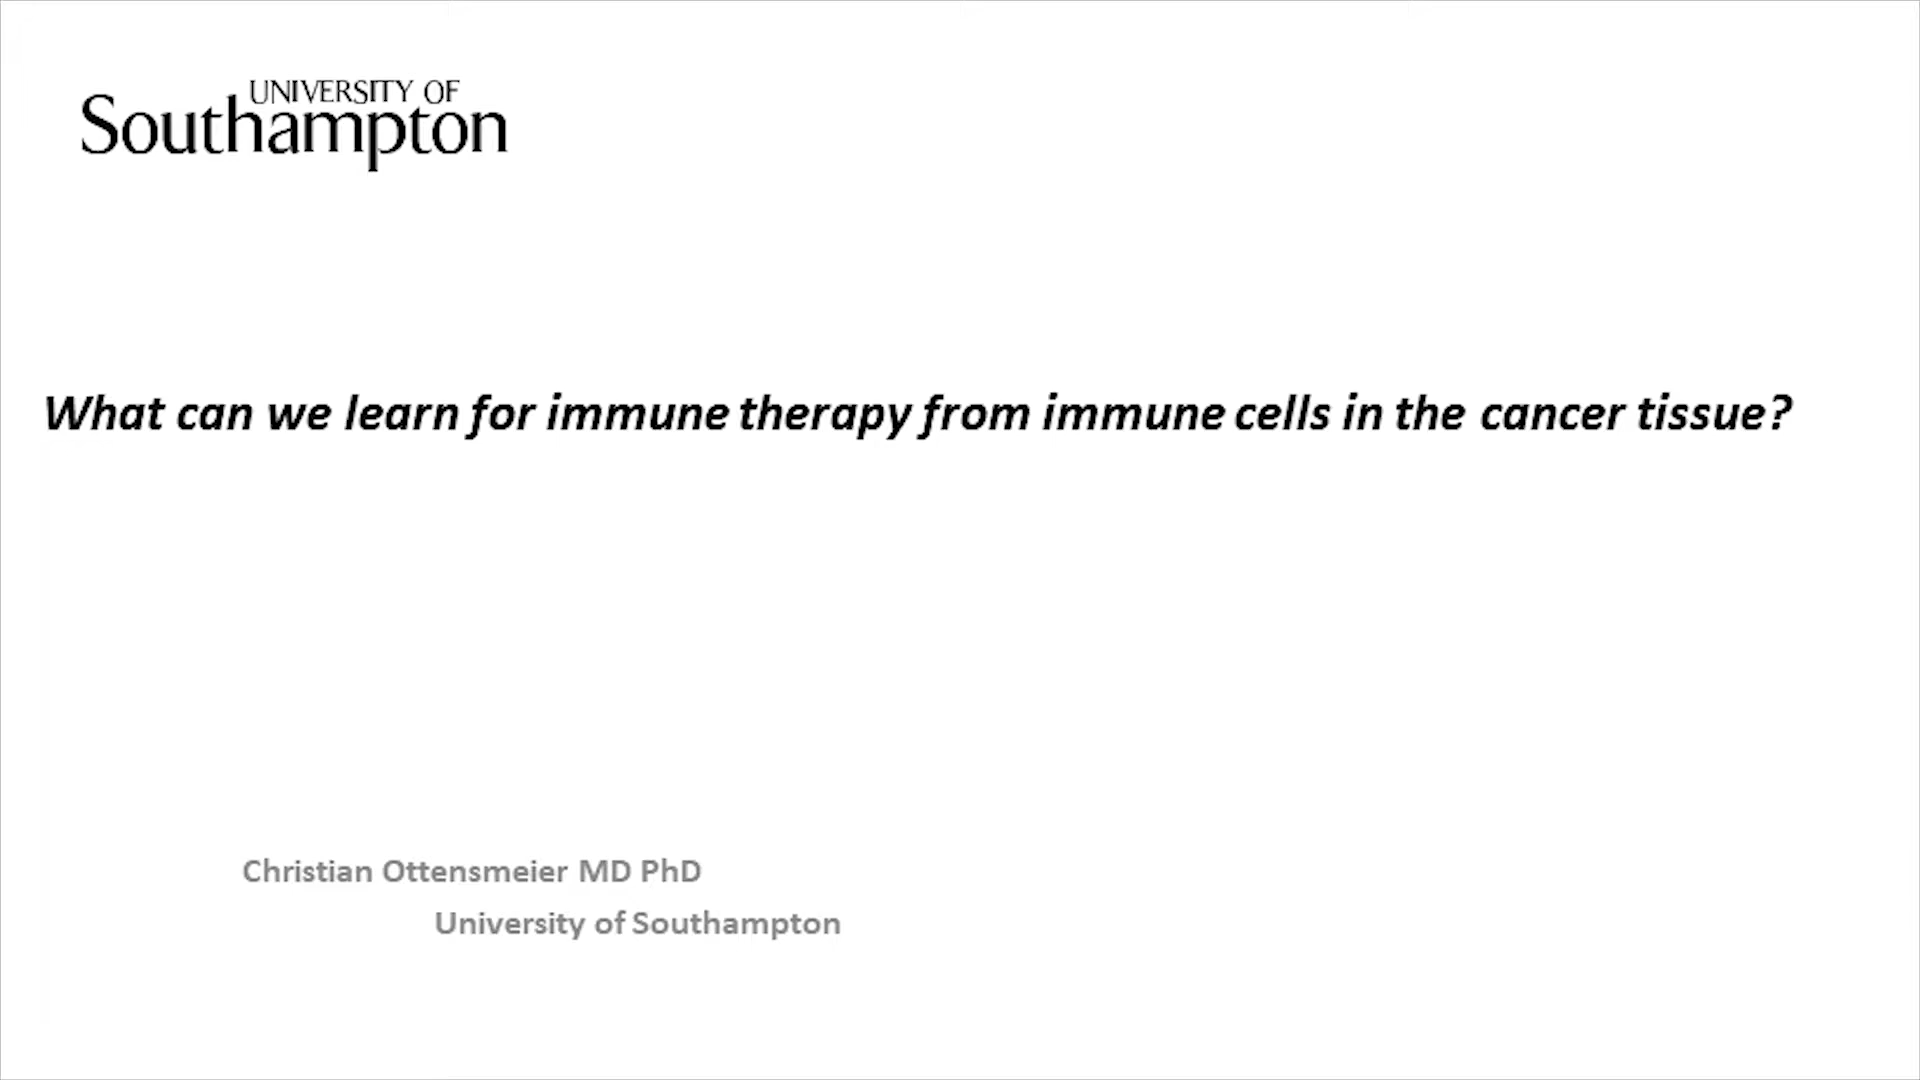 UNIVERSITY OF
Southampton
What can we learn for immune therapy from immune cells in the cancer tissue?
Christian Ottensmeier MD PhD
University of Southampton